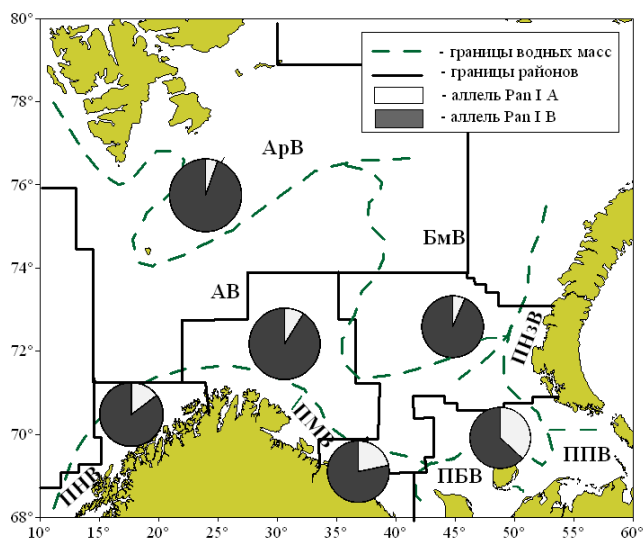 80°
78°
76°
74°
72°
70°
68°
- границы водных масс
- границы районов
- аллель Pan I A
- аллель Pan I B
АрВ
БмВ
АВ
ПНзВ
ПМВ
ПНВ
ПБВ
ППВ
10° 15° 20° 25° 30° 35° 40° 45° 50° 55° 60°